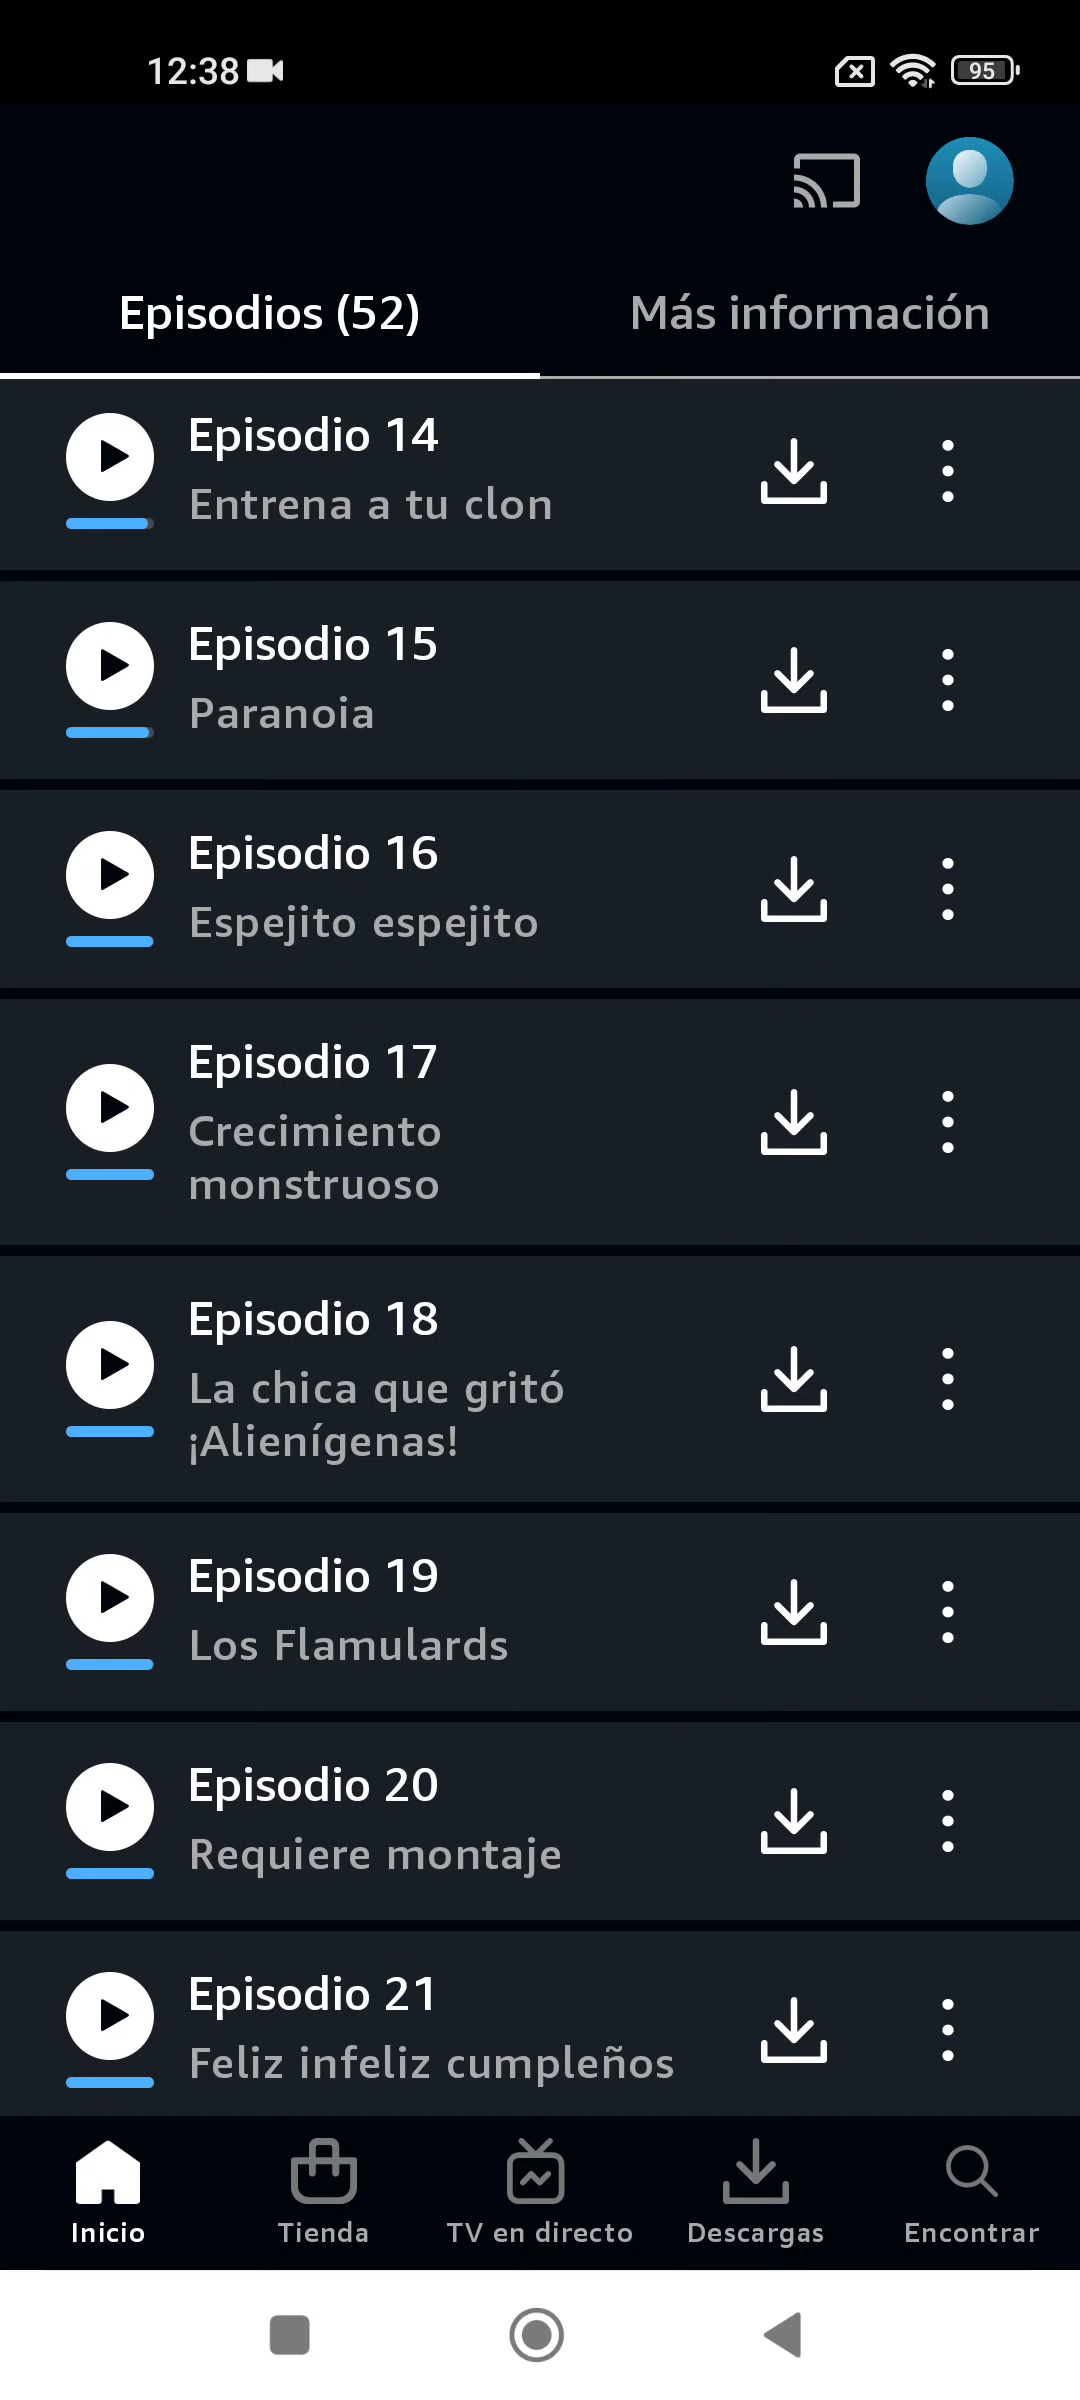 12:38
95
Episodios (52)
Más información
Episodio 14
Entrena a tu clon
Episodio 15
Paranoia
Episodio 16
Espejito espejito
Episodio 17
Crecimiento
monstruoso
Episodio 18
La chica que gritó
¡Alienígenas!
Episodio 19
Los Flamulards
Episodio 20
Requiere montaje
Episodio 21
Feliz infeliz cumpleños
Inicio
Tienda
TV en directo
Descargas
Encontrar